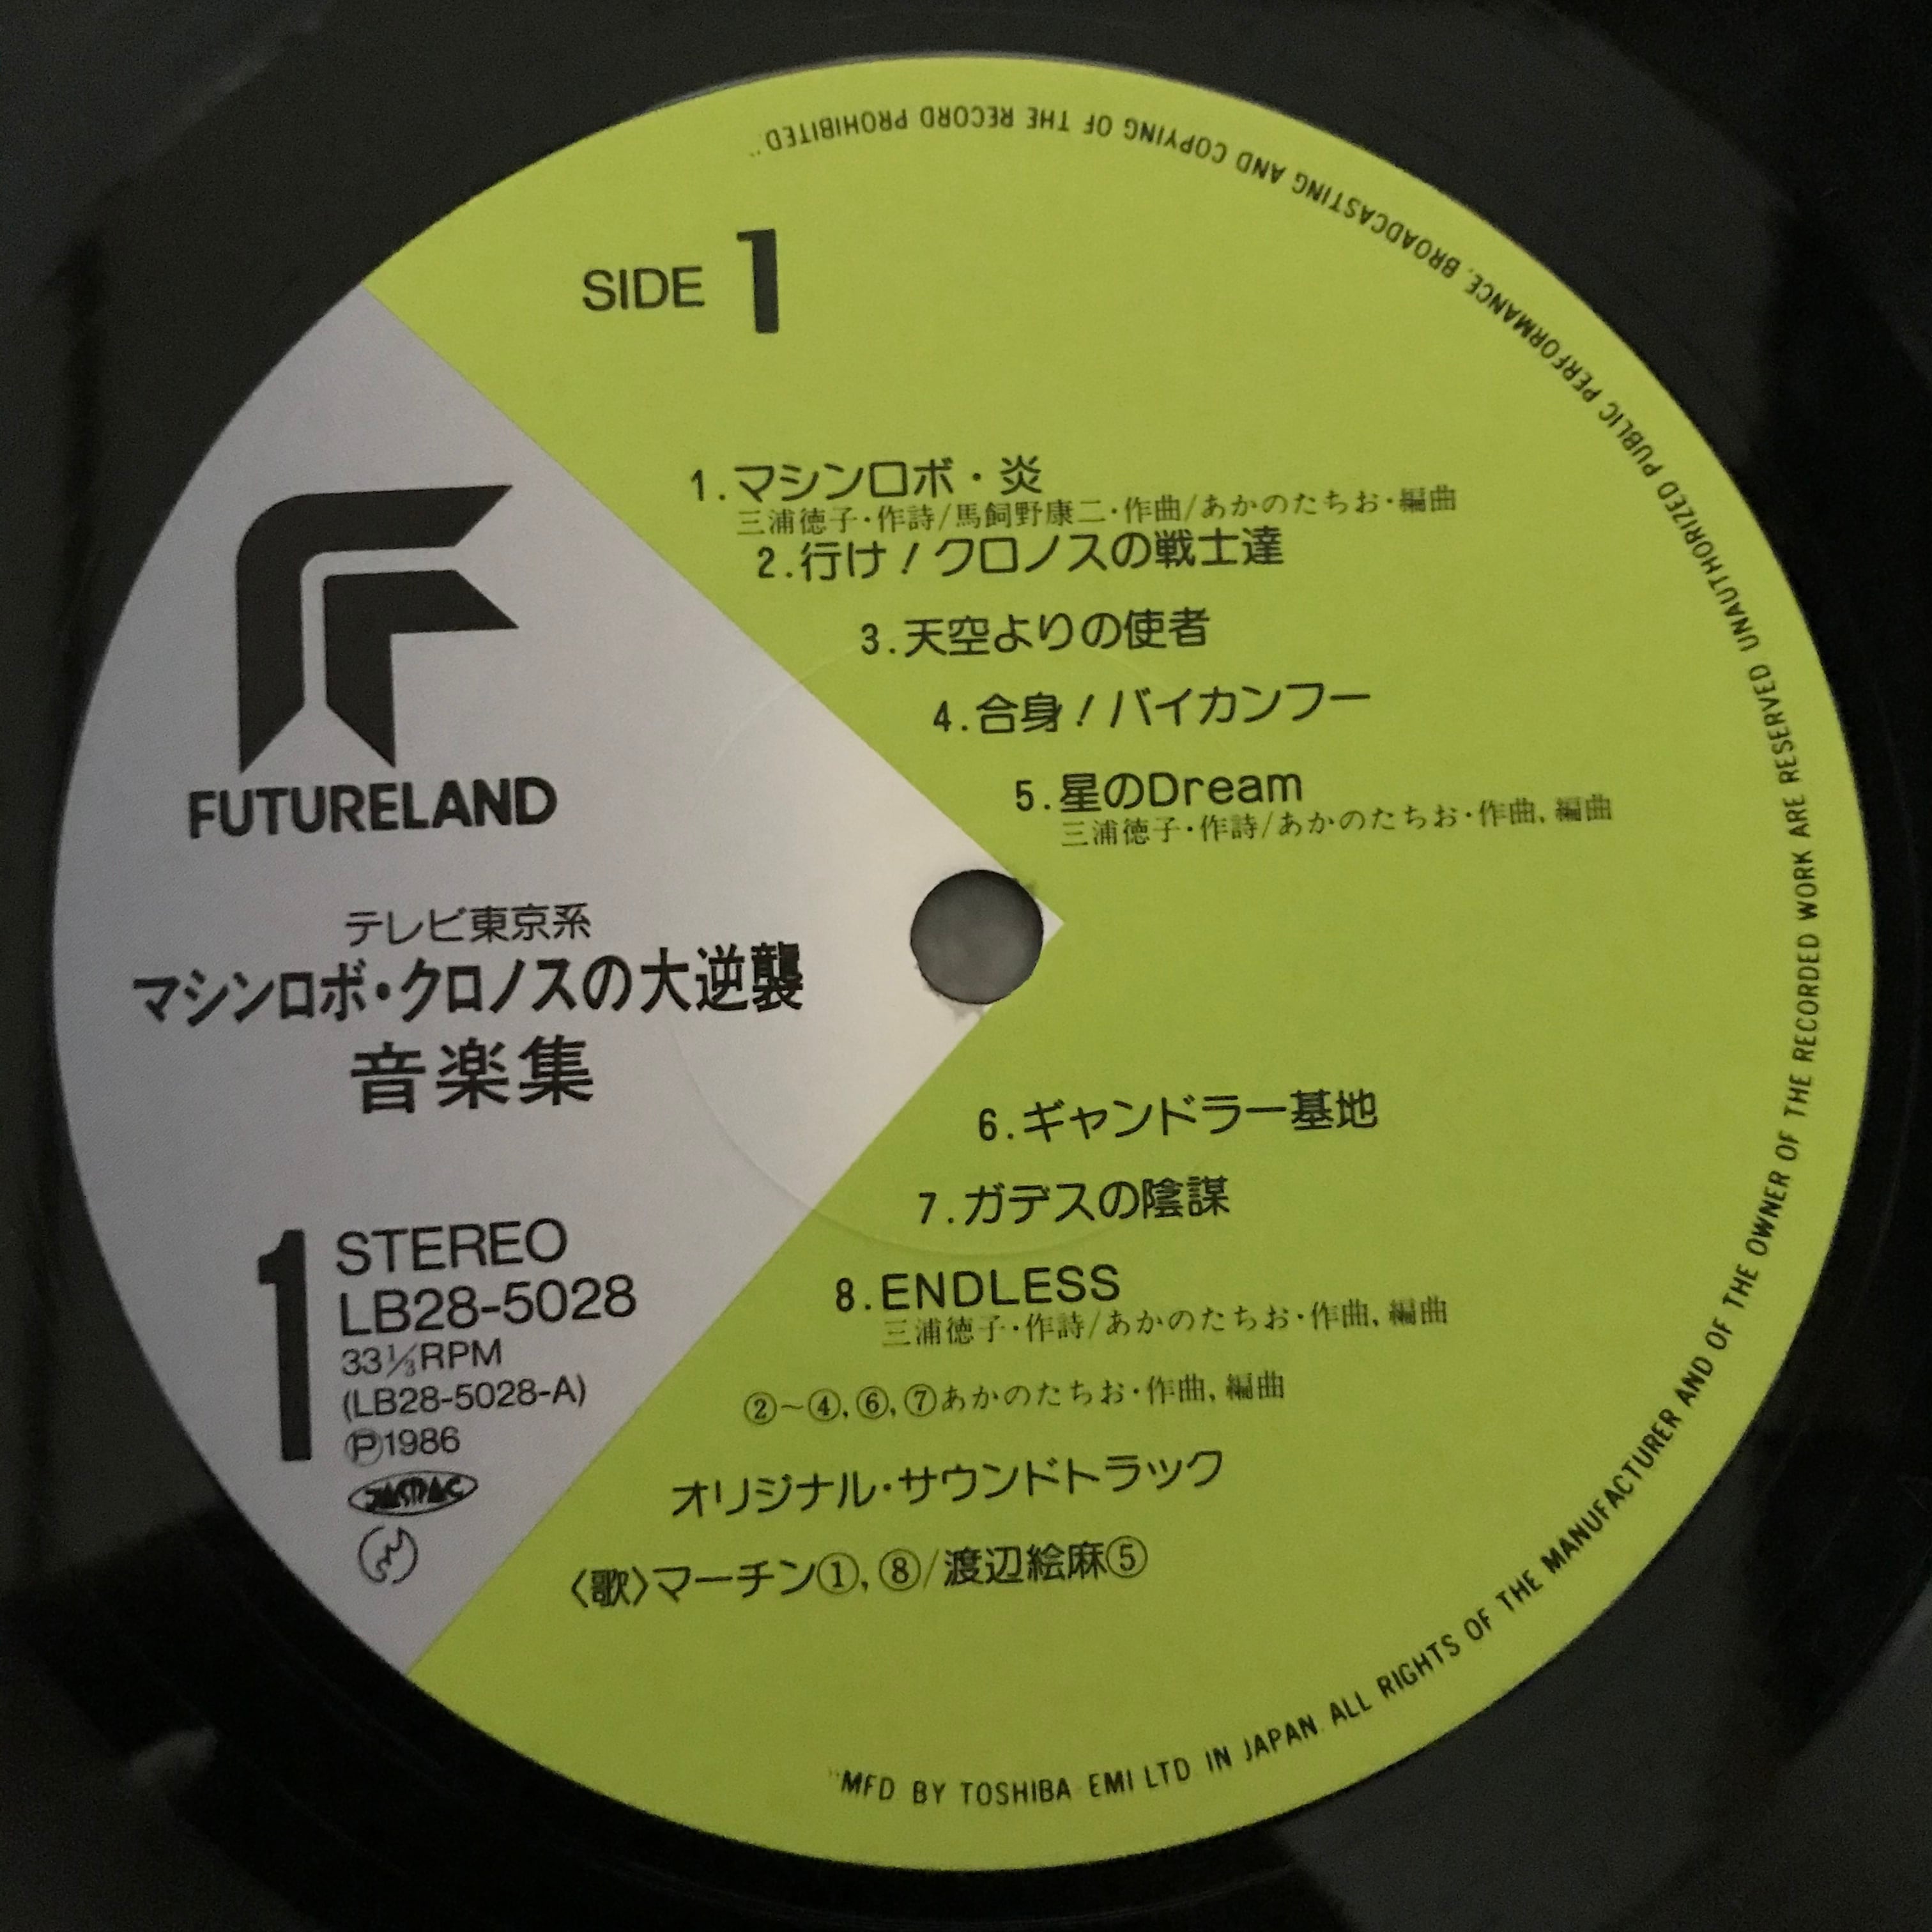 SIDE 1
1.マシンロボ・炎
三浦徳子・作詩/馬飼野康二・作曲/あかのたちお・編曲
2.行け!クロノスの戦士達
3.天空よりの使者
4.合身!バイカンフー
5.星のDream
三浦徳子・作詩/あかのたちお・作曲,編曲
FUTURELAND
テレビ東京系
マシンロボ・クロノスの大逆襲
音楽集
1
STEREO
LB28-5028
33⅓RPM
(LB28-5028-A)
Ⓟ1986
JASRAC
6.ギャンドラー基地
7.ガデスの陰謀
8.ENDLESS
三浦徳子・作詩/あかのたちお・作曲,編曲
②~④,⑥,⑦あかのたちお・作曲,編曲
オリジナル・サウンドトラック
〈歌〉マーチン①,⑧/渡辺絵麻⑤
"MFD BY TOSHIBA EMI LTD IN JAPAN. ALL RIGHTS OF THE MANUFACTURER AND OF THE OWNER OF THE RECORDED WORK ARE RESERVED UNAUTHORIZED PUBLIC PERFORMANCE, BROADCASTING AND COPYING OF THE RECORD PROHIBITED"